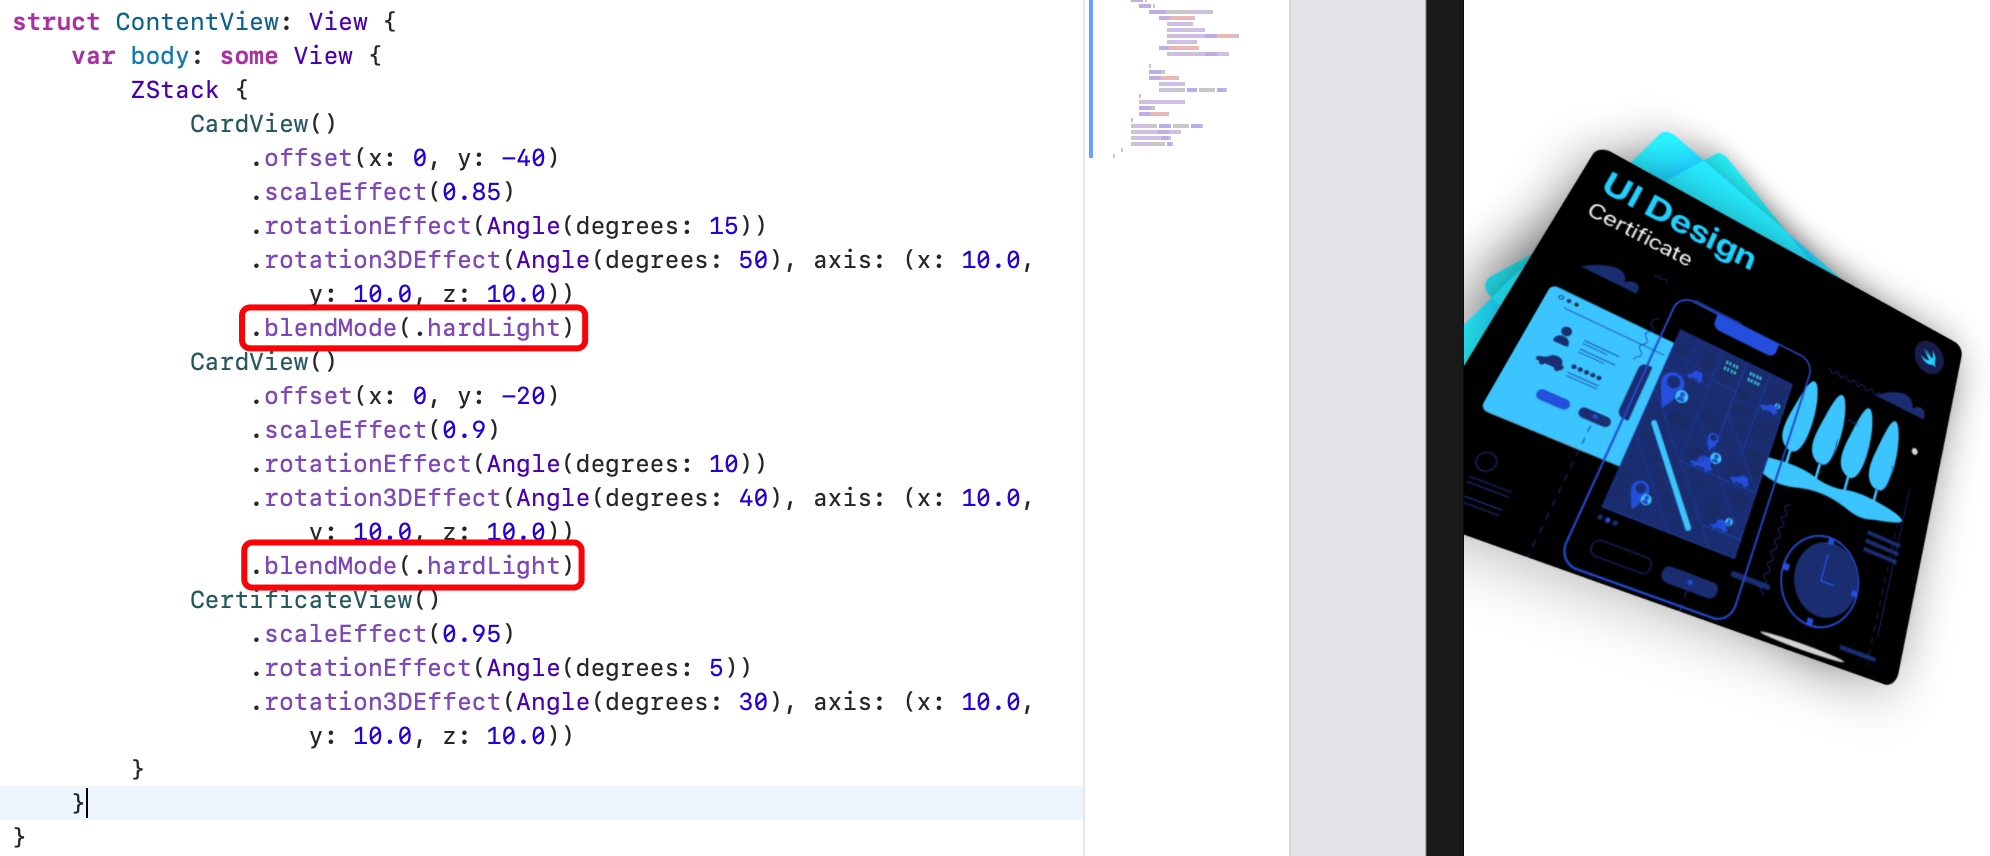 struct ContentView: View {
var body: some View {
ZStack {
CardView()
.offset(x: 0, y: -40)
.scaleEffect(0.85)
.rotationEffect(Angle(degrees: 15))
.rotation3DEffect(Angle(degrees: 50), axis: (x: 10.0,
y: 10.0, z: 10.0))
.blendMode(.hardLight)
CardView()
.offset(x: 0, y: -20)
.scaleEffect(0.9)
.rotationEffect(Angle(degrees: 10))
.rotation3DEffect(Angle(degrees: 40), axis: (x: 10.0,
y: 10.0, z: 10.0))
.blendMode(.hardLight)
CertificateView()
.scaleEffect(0.95)
.rotationEffect(Angle(degrees: 5))
.rotation3DEffect(Angle(degrees: 30), axis: (x: 10.0,
y: 10.0, z: 10.0))
}
}
}
UI Design
Certificate